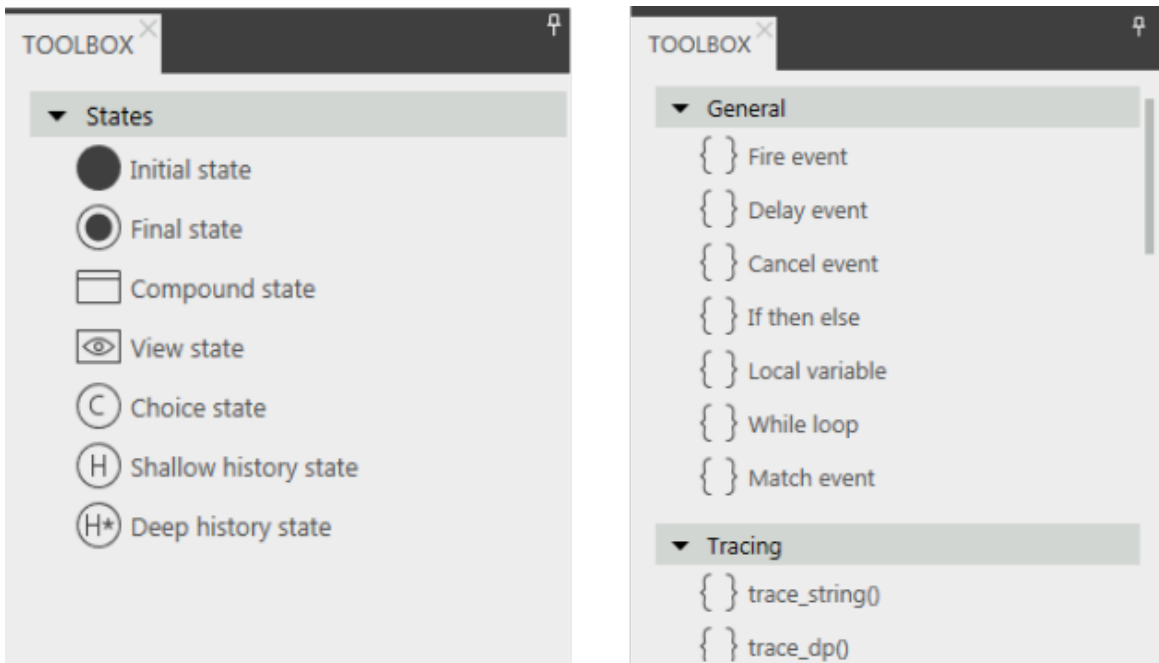 TOOLBOX
States
Initial state
Final state
Compound state
View state
C Choice state
H Shallow history state
H* Deep history state
TOOLBOX
General
{ } Fire event
{ } Delay event
{ } Cancel event
{ } If then else
{ } Local variable
{ } While loop
{ } Match event
Tracing
{ } trace_string()
{ } trace_dp()